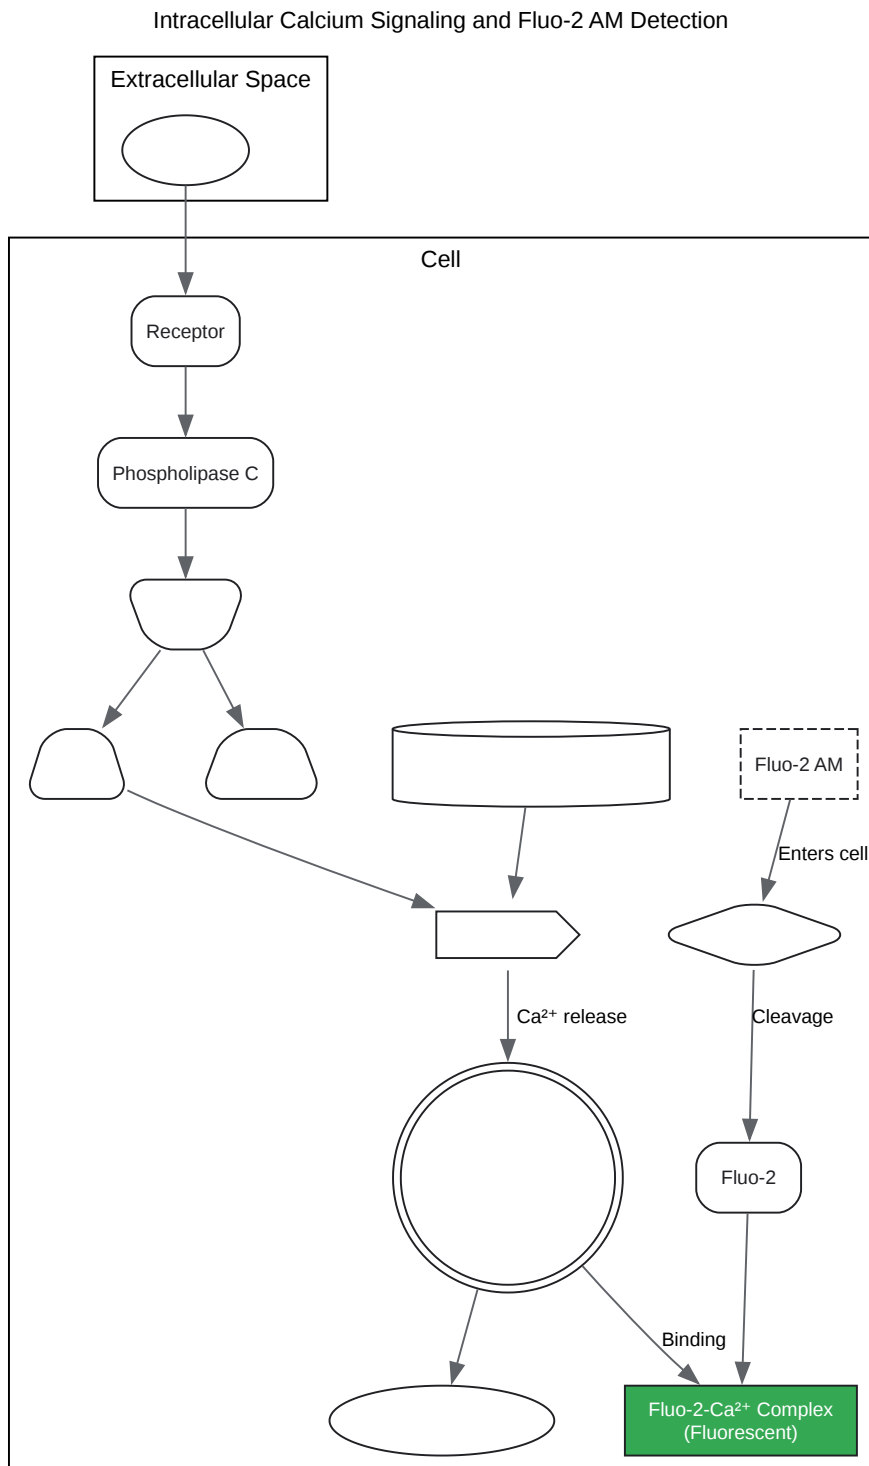 Intracellular Calcium Signaling and Fluo-2 AM Detection
Extracellular Space
Cell
Receptor
Phospholipase C
Fluo-2 AM
Enters cell
Ca²⁺ release
Cleavage
Fluo-2
Binding
Fluo-2-Ca²⁺ Complex
(Fluorescent)